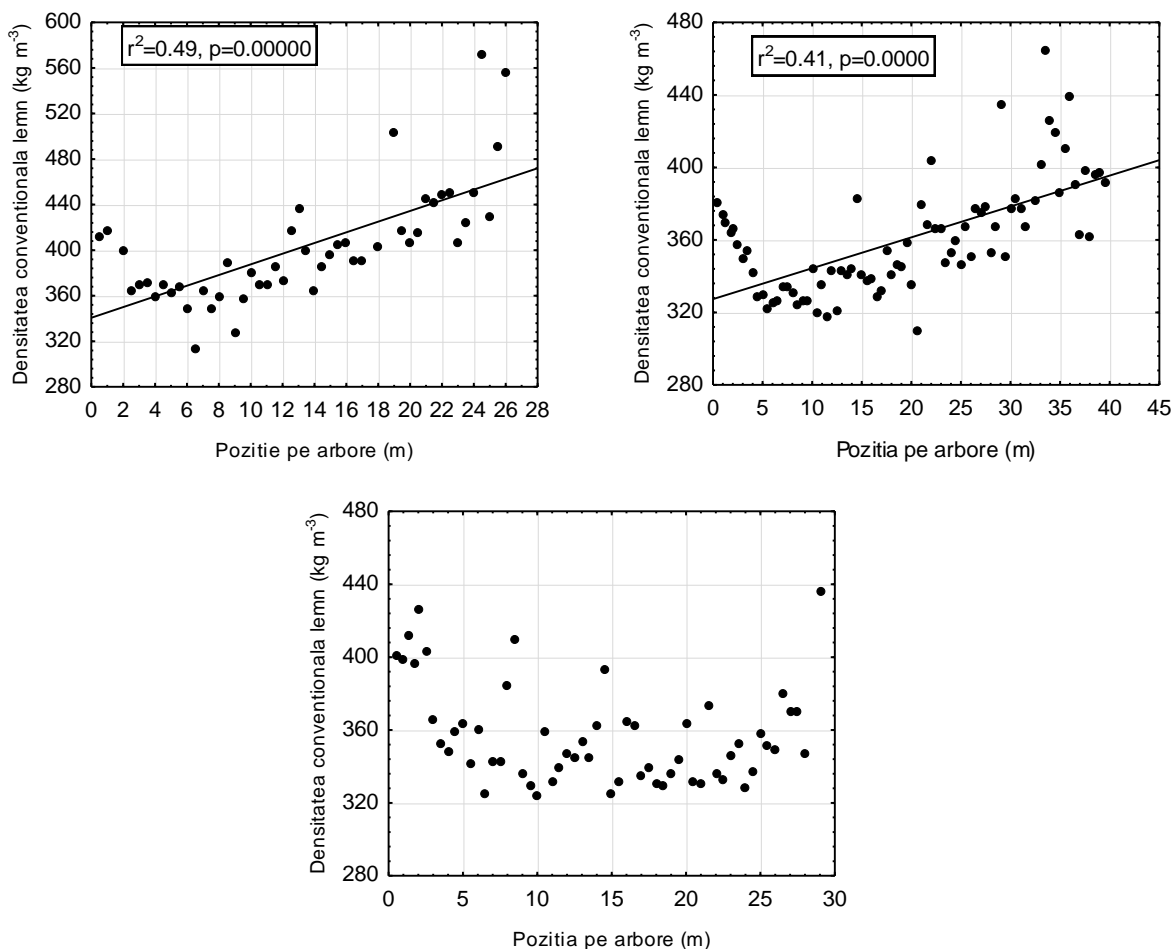 r²=0.49, p=0.00000
Densitatea conventionala lemn (kg m⁻³)
600
560
520
480
440
400
360
320
280
0 2 4 6 8 10 12 14 16 18 20 22 24 26 28
Pozitie pe arbore (m)
r²=0.41, p=0.0000
Densitatea conventionala lemn (kg m⁻³)
480
440
400
360
320
280
0 5 10 15 20 25 30 35 40 45
Pozitia pe arbore (m)
Densitatea conventionala lemn (kg m⁻³)
480
440
400
360
320
280
0 5 10 15 20 25 30
Pozitia pe arbore (m)